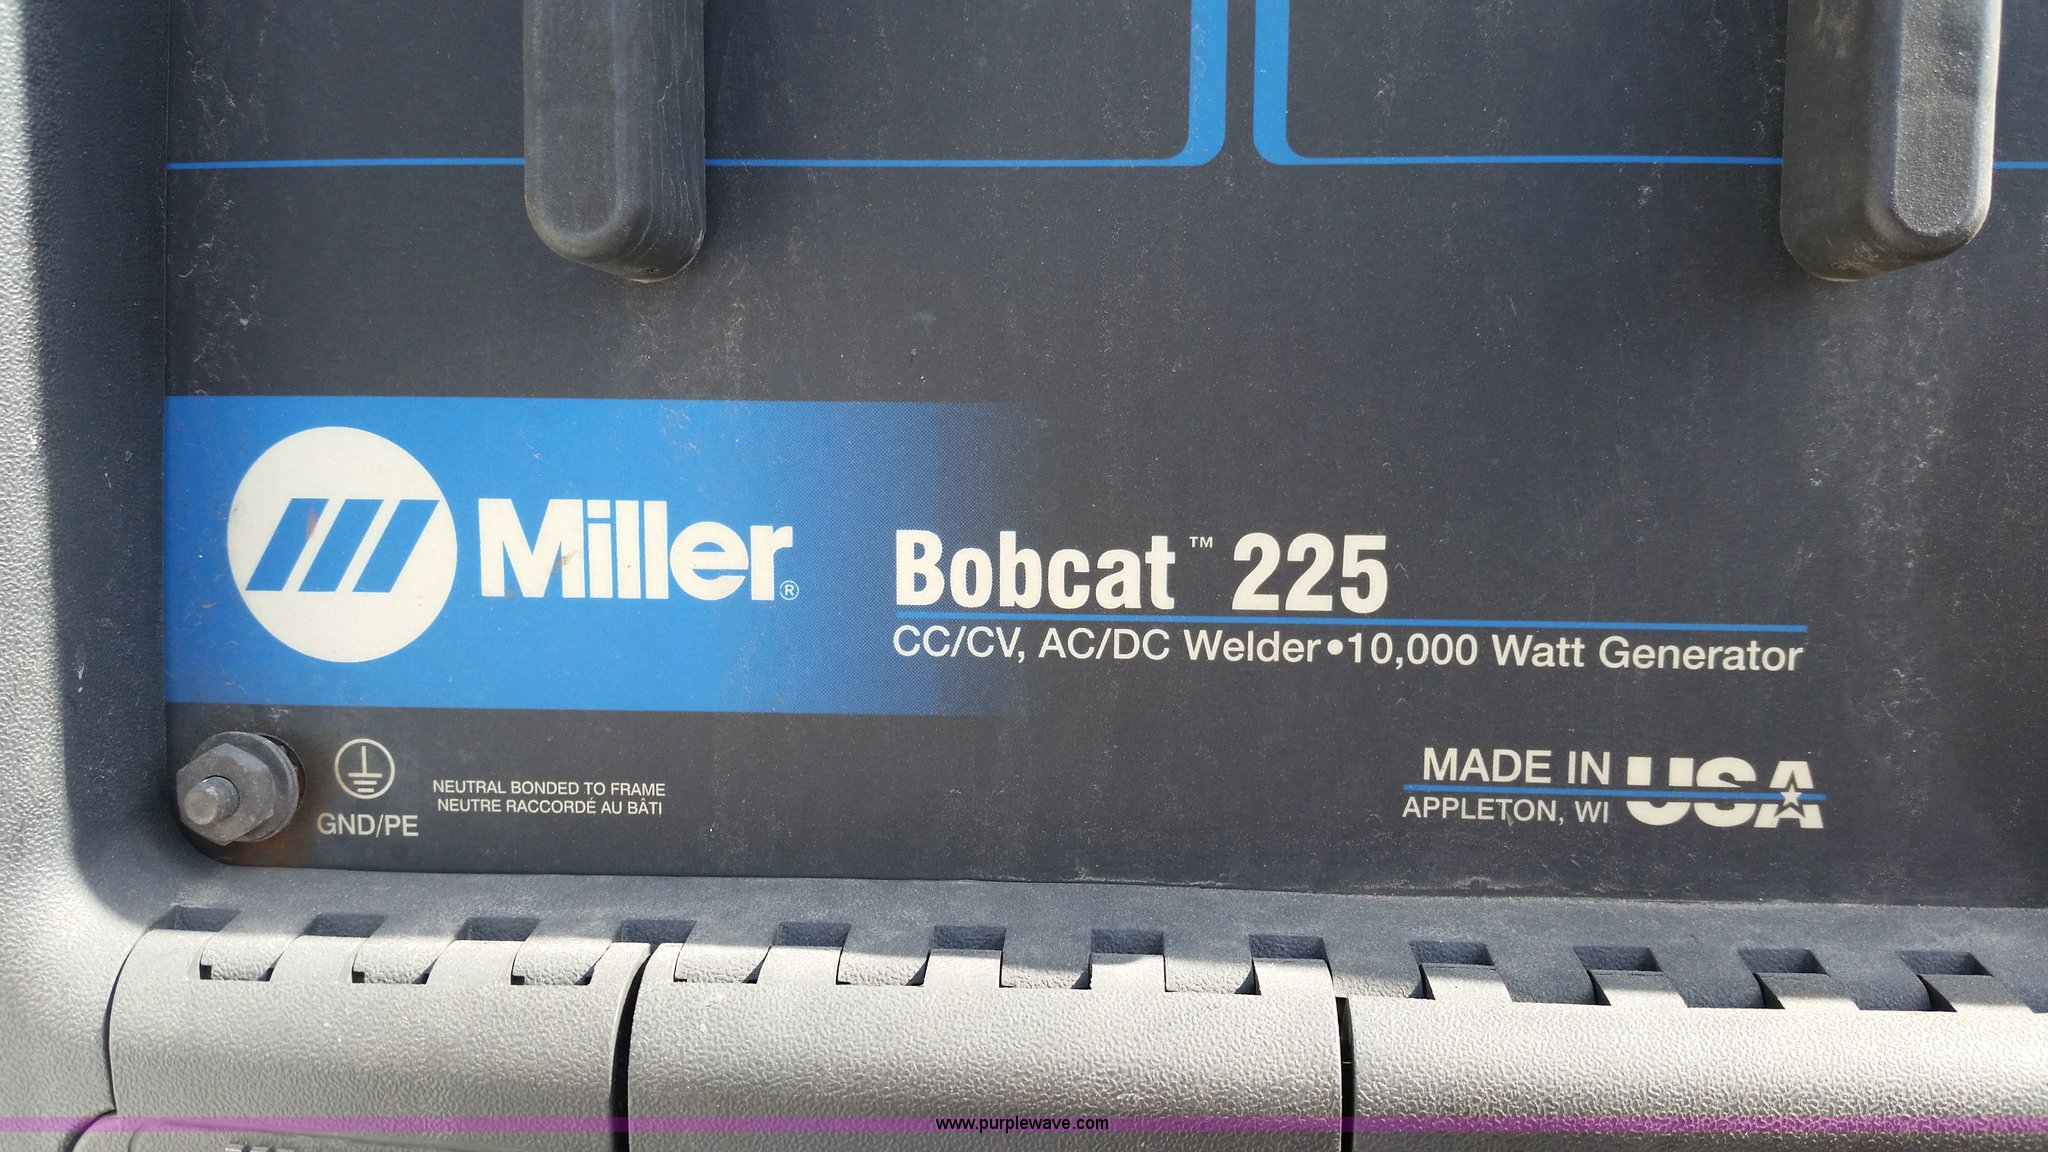 Miller®
Bobcat™ 225
CC/CV, AC/DC Welder•10,000 Watt Generator
GND/PE
NEUTRAL BONDED TO FRAME
NEUTRE RACCORDÉ AU BÂTI
MADE IN USA
APPLETON, WI
www.purplewave.com